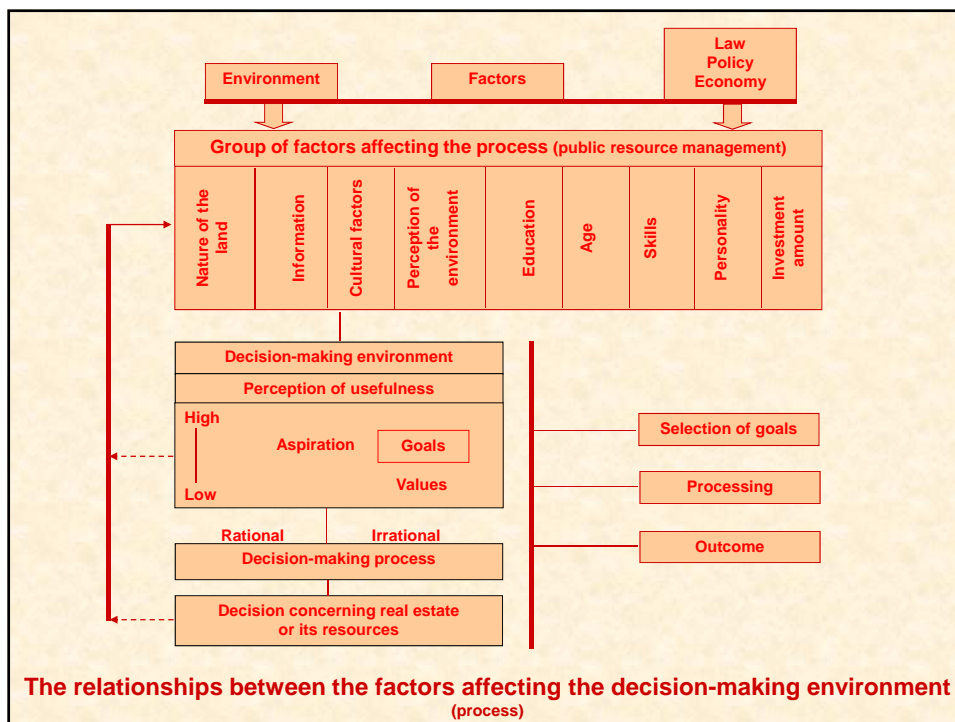 Environment
Factors
Law
Policy
Economy
Group of factors affecting the process (public resource management)
Nature of the
land
Information
Cultural factors
Perception of
the
environment
Education
Age
Skills
Personality
Investment
amount
Decision-making environment
Perception of usefulness
High
Aspiration
Goals
Values
Low
Rational
Irrational
Decision-making process
Decision concerning real estate
or its resources
Selection of goals
Processing
Outcome
The relationships between the factors affecting the decision-making environment
(process)